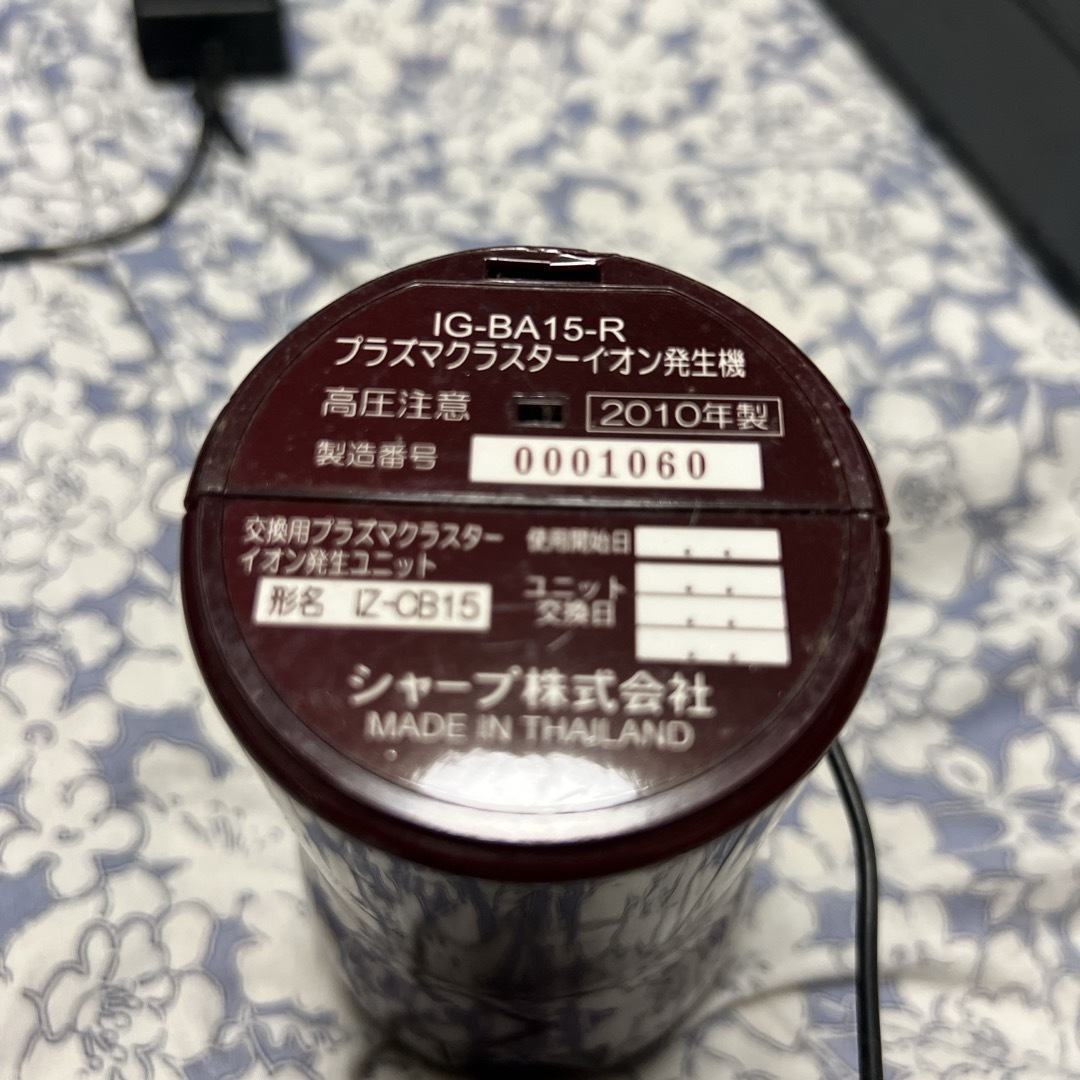 IG-BA15-R
プラズマクラスターイオン発生機
高圧注意
2010年製
製造番号 0001060
交換用プラズマクラスター
イオン発生ユニット
形名 IZ-CB15
使用開始日 . .
ユニット
交換日 . .
. .
. .
シャープ株式会社
MADE IN THAILAND